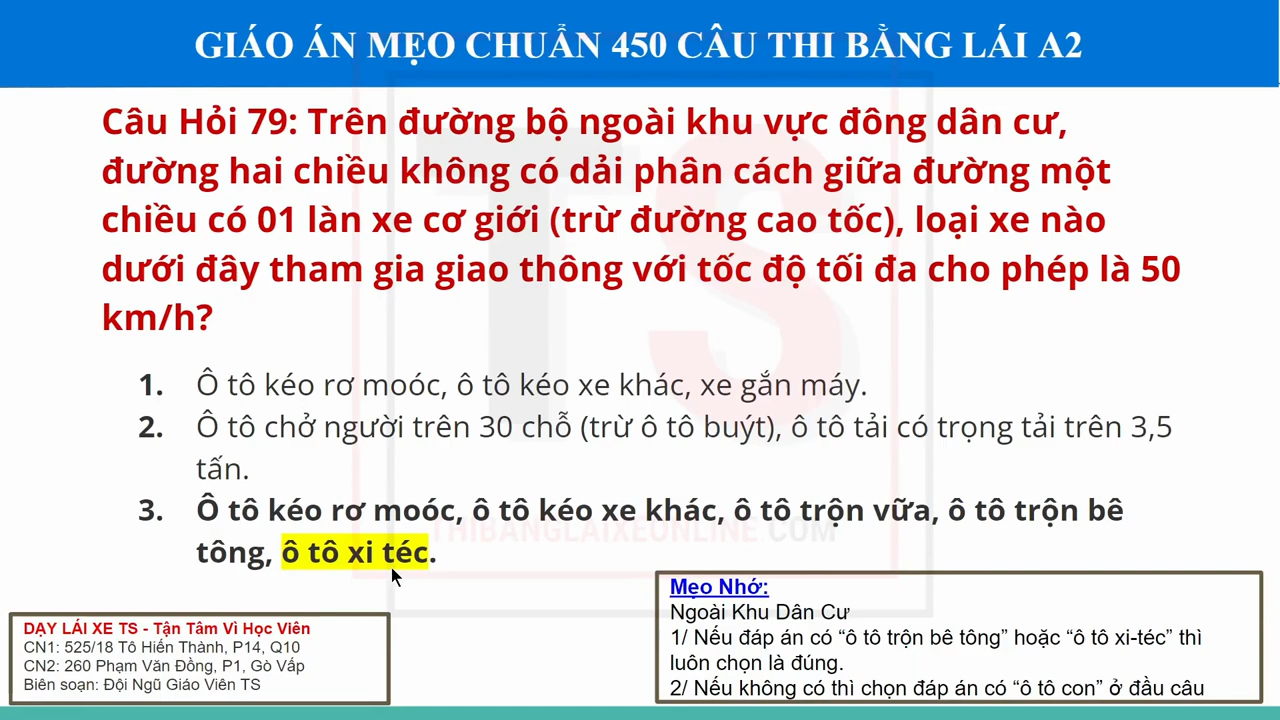 GIÁO ÁN MẸO CHUẨN 450 CÂU THI BẰNG LÁI A2
Câu Hỏi 79: Trên đường bộ ngoài khu vực đông dân cư,
đường hai chiều không có dải phân cách giữa đường một
chiều có 01 làn xe cơ giới (trừ đường cao tốc), loại xe nào
dưới đây tham gia giao thông với tốc độ tối đa cho phép là 50
km/h?
1. Ô tô kéo rơ moóc, ô tô kéo xe khác, xe gắn máy.
2. Ô tô chở người trên 30 chỗ (trừ ô tô buýt), ô tô tải có trọng tải trên 3,5
tấn.
3. Ô tô kéo rơ moóc, ô tô kéo xe khác, ô tô trộn vữa, ô tô trộn bê
tông, ô tô xi téc.
TS
THIBANGLAIXEONLINE.COM
DẠY LÁI XE TS - Tận Tâm Vì Học Viên
CN1: 525/18 Tô Hiến Thành, P14, Q10
CN2: 260 Phạm Văn Đồng, P1, Gò Vấp
Biên soạn: Đội Ngũ Giáo Viên TS
Mẹo Nhớ:
Ngoài Khu Dân Cư
1/ Nếu đáp án có “ô tô trộn bê tông” hoặc “ô tô xi-téc” thì
luôn chọn là đúng.
2/ Nếu không có thì chọn đáp án có “ô tô con” ở đầu câu